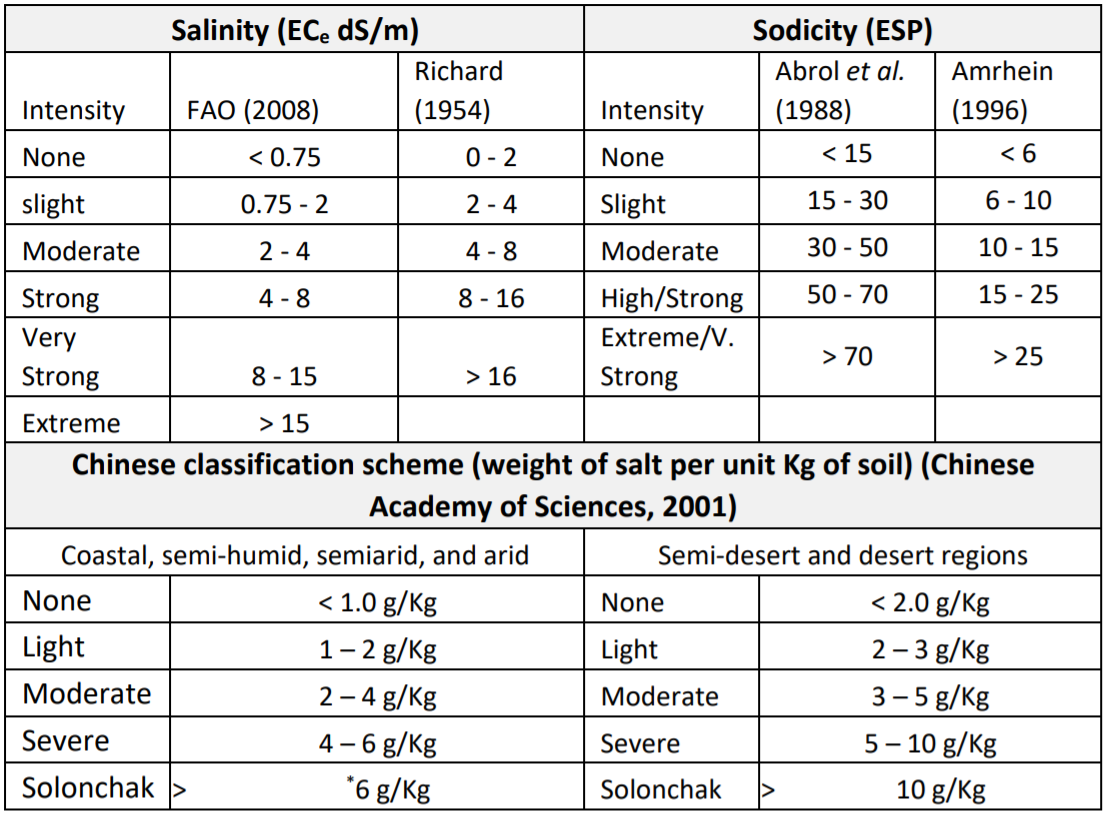 Salinity (ECe dS/m) Sodicity (ESP)
Intensity FAO (2008) Richard (1954) Intensity Abrol et al. (1988) Amrhein (1996)
None < 0.75 0 - 2 None < 15 < 6
slight 0.75 - 2 2 - 4 Slight 15 - 30 6 - 10
Moderate 2 - 4 4 - 8 Moderate 30 - 50 10 - 15
Strong 4 - 8 8 - 16 High/Strong 50 - 70 15 - 25
Very Strong 8 - 15 > 16 Extreme/V. Strong > 70 > 25
Extreme > 15
Chinese classification scheme (weight of salt per unit Kg of soil) (Chinese
Academy of Sciences, 2001)
Coastal, semi-humid, semiarid, and arid Semi-desert and desert regions
None < 1.0 g/Kg None < 2.0 g/Kg
Light 1 – 2 g/Kg Light 2 – 3 g/Kg
Moderate 2 – 4 g/Kg Moderate 3 – 5 g/Kg
Severe 4 – 6 g/Kg Severe 5 – 10 g/Kg
Solonchak > *6 g/Kg Solonchak > 10 g/Kg